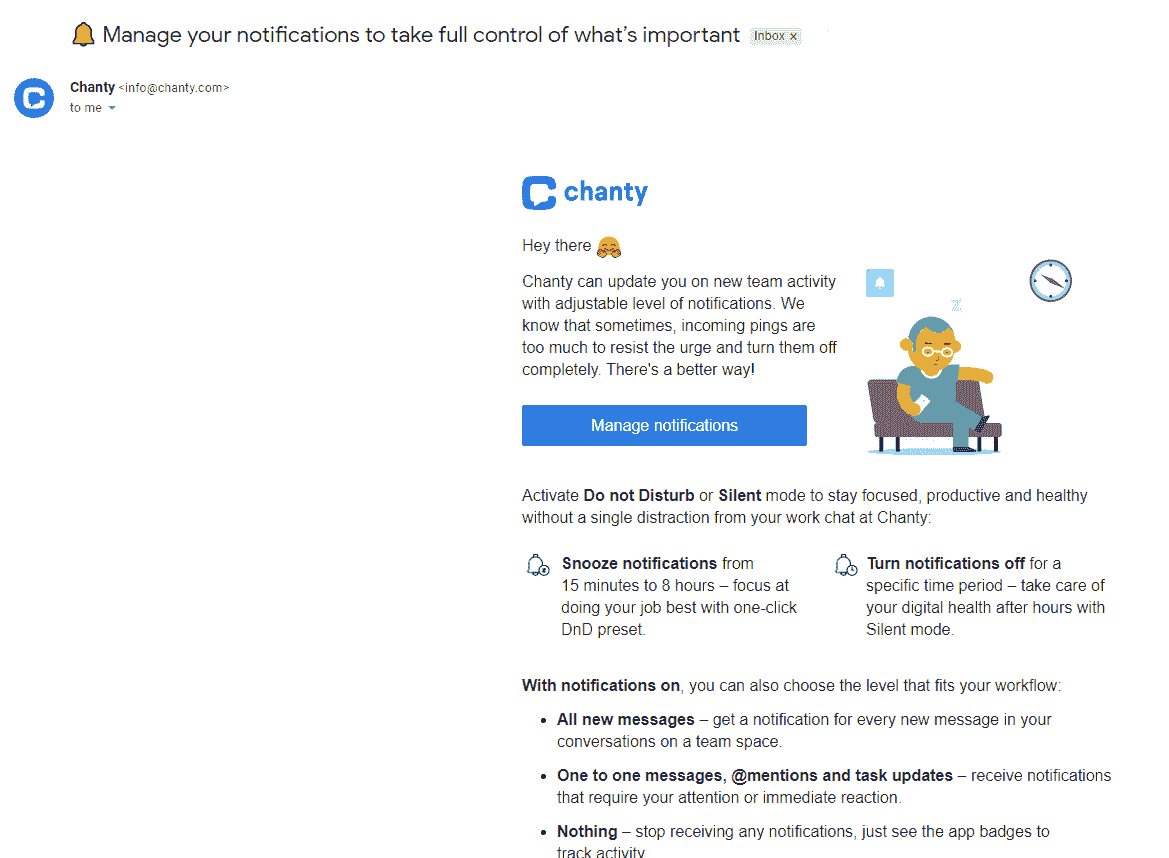 Manage your notifications to take full control of what's important Inbox x
Chanty <info@chanty.com>
to me
chanty
Hey there
Chanty can update you on new team activity
with adjustable level of notifications. We
know that sometimes, incoming pings are
too much to resist the urge and turn them off
completely. There's a better way!
Z
Manage notifications
Activate Do not Disturb or Silent mode to stay focused, productive and healthy
without a single distraction from your work chat at Chanty:
Snooze notifications from
15 minutes to 8 hours – focus at
doing your job best with one-click
DnD preset.
Turn notifications off for a
specific time period – take care of
your digital health after hours with
Silent mode.
With notifications on, you can also choose the level that fits your workflow:
• All new messages – get a notification for every new message in your
conversations on a team space.
• One to one messages, @mentions and task updates – receive notifications
that require your attention or immediate reaction.
• Nothing – stop receiving any notifications, just see the app badges to
track activity